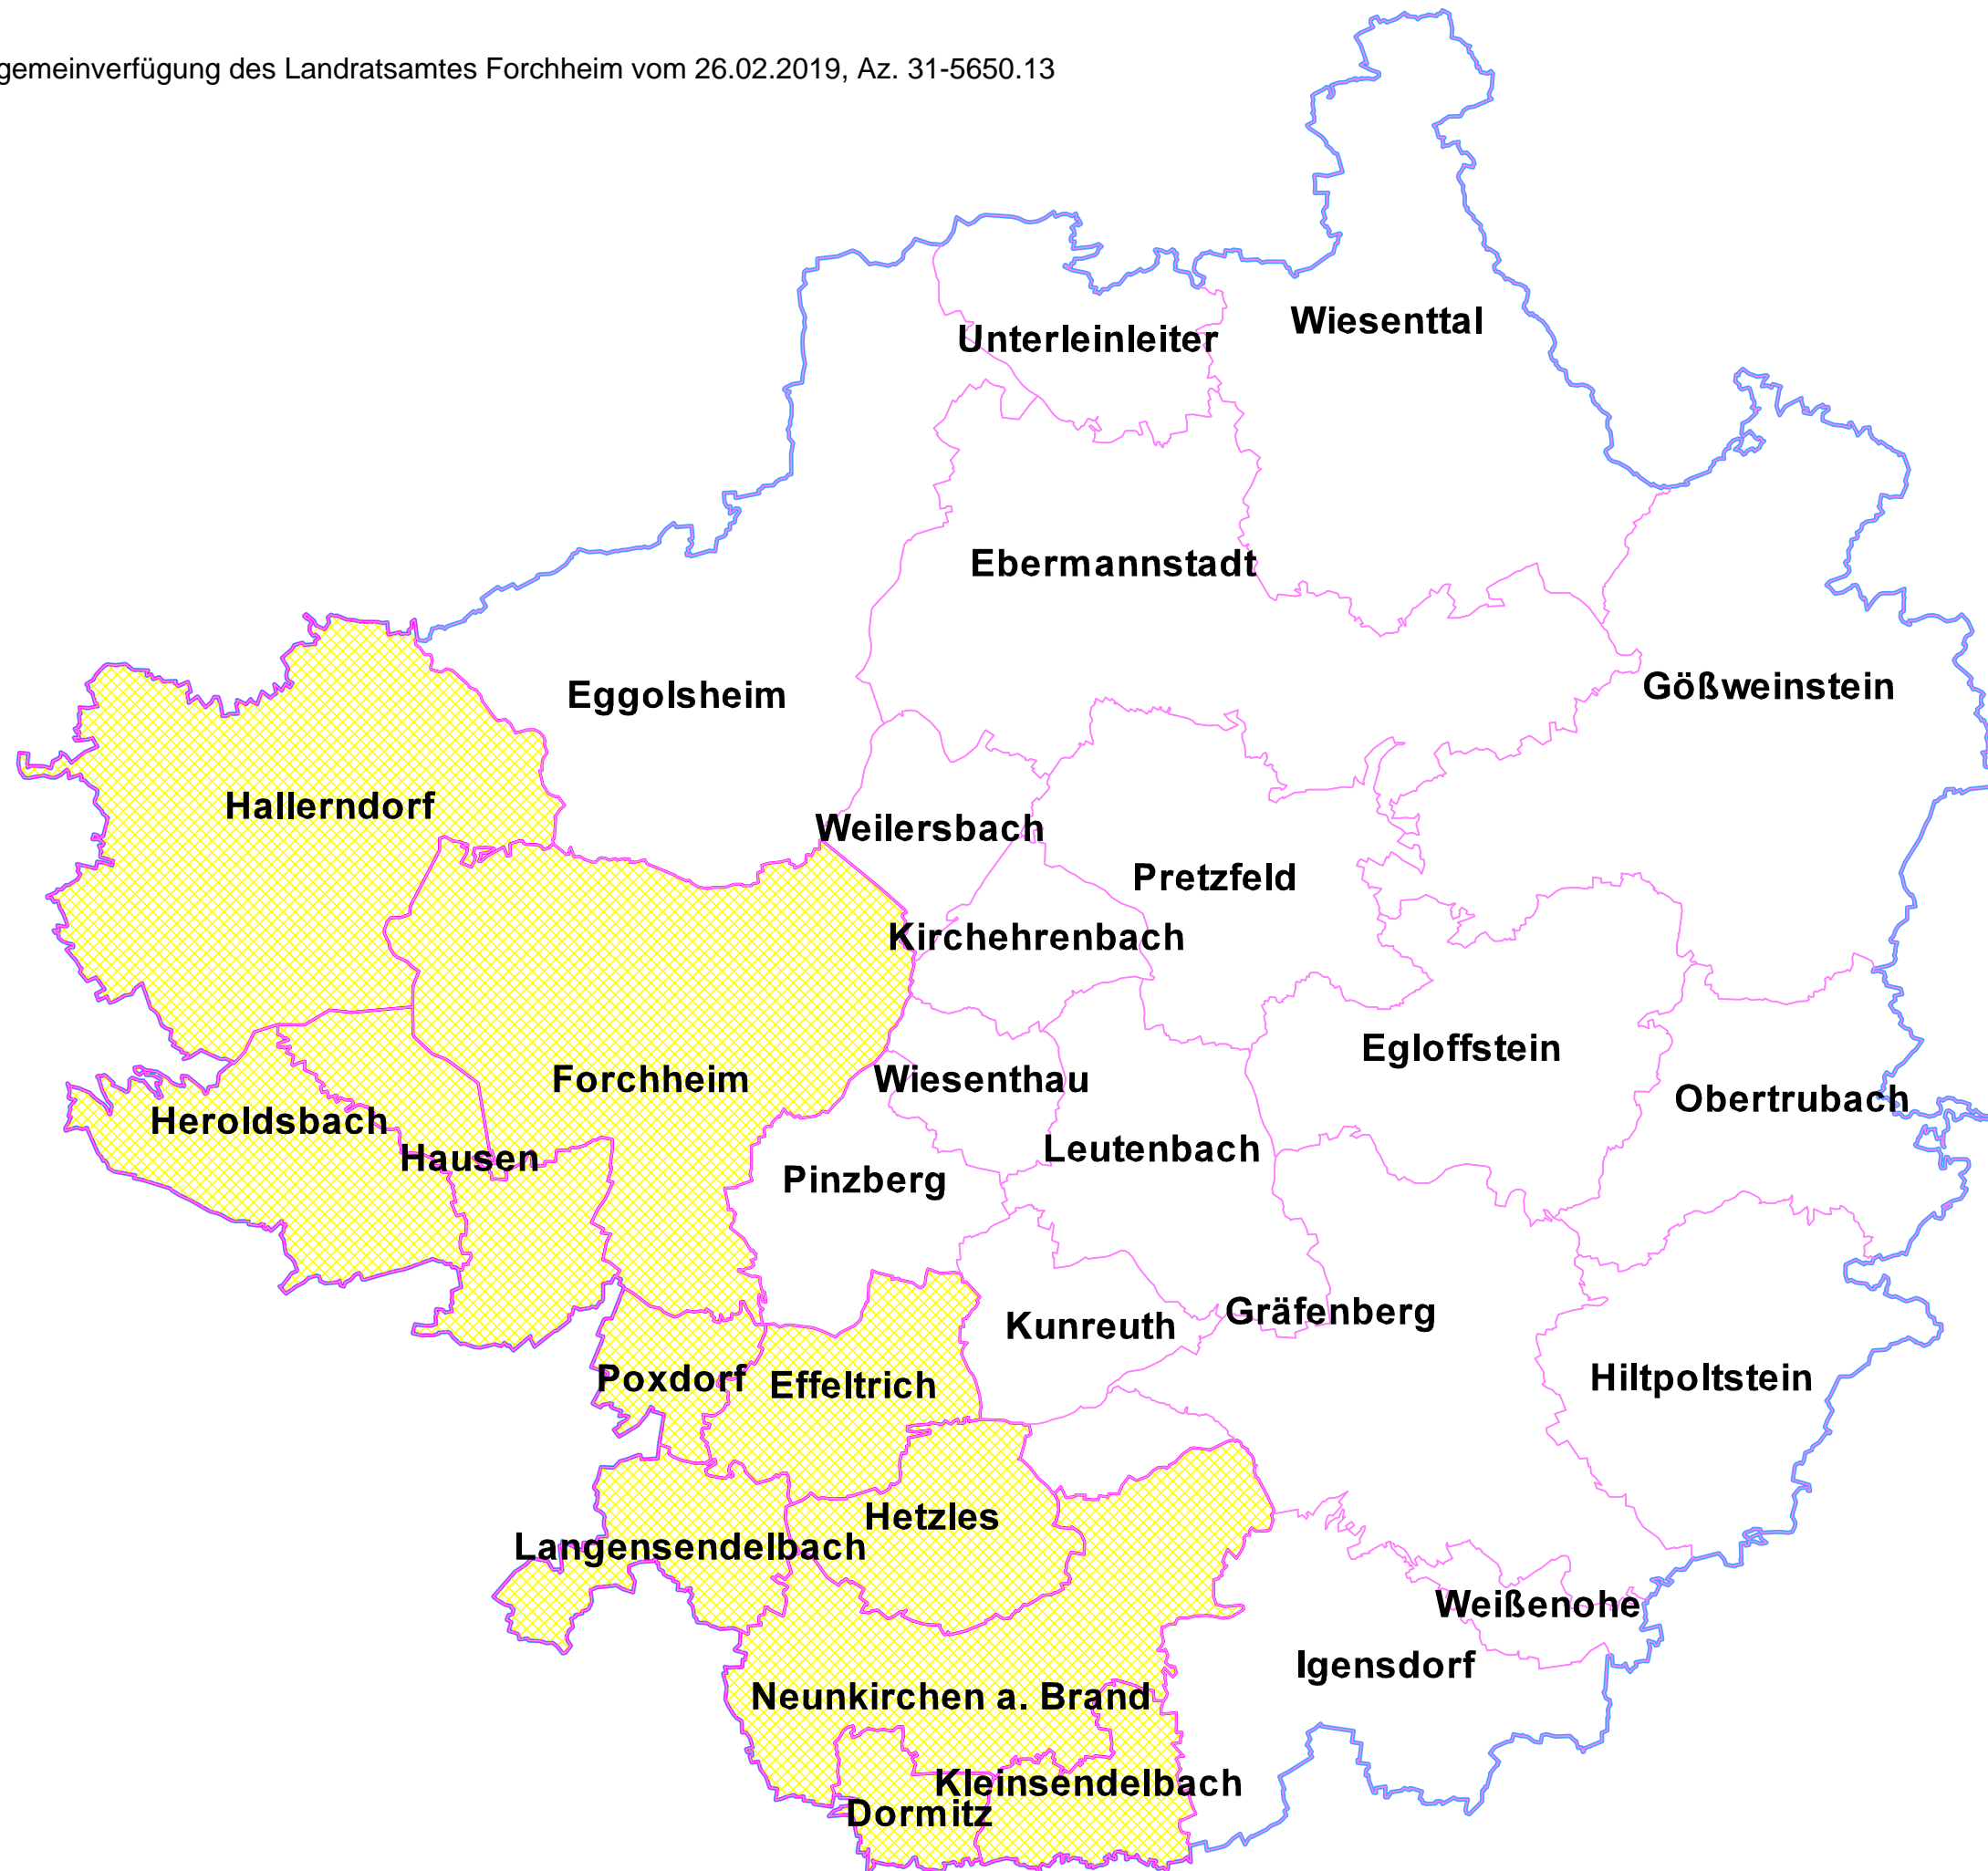 gemeinverfügung des Landratsamtes Forchheim vom 26.02.2019, Az. 31-5650.13
Wiesenttal
Unterleinleiter
Ebermannstadt
Gößweinstein
Eggolsheim
Hallerndorf
Weilersbach
Pretzfeld
Kirchehrenbach
Egloffstein
Forchheim
Wiesenthau
Obertrubach
Heroldsbach
Leutenbach
Hausen
Pinzberg
Gräfenberg
Kunreuth
Hiltpoltstein
Poxdorf
Effeltrich
Hetzles
Langensendelbach
Weißenohe
Igensdorf
Neunkirchen a. Brand
Kleinsendelbach
Dormitz